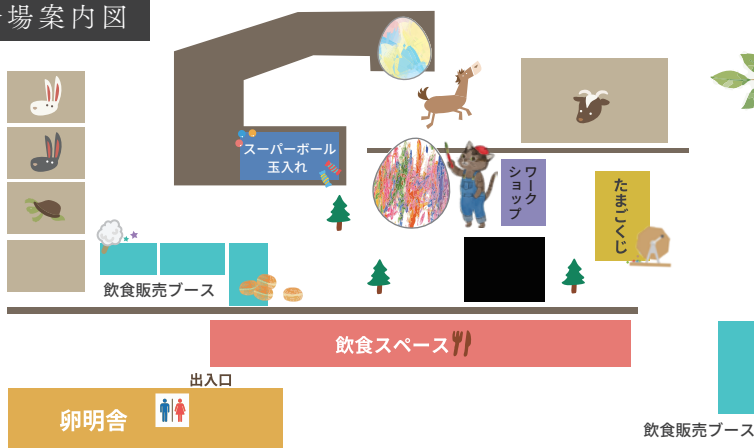 場案内図
スーパーボール
玉入れ
ワーク
ショップ
たまごくじ
飲食販売ブース
飲食スペース
出入口
卵明舎
飲食販売ブース